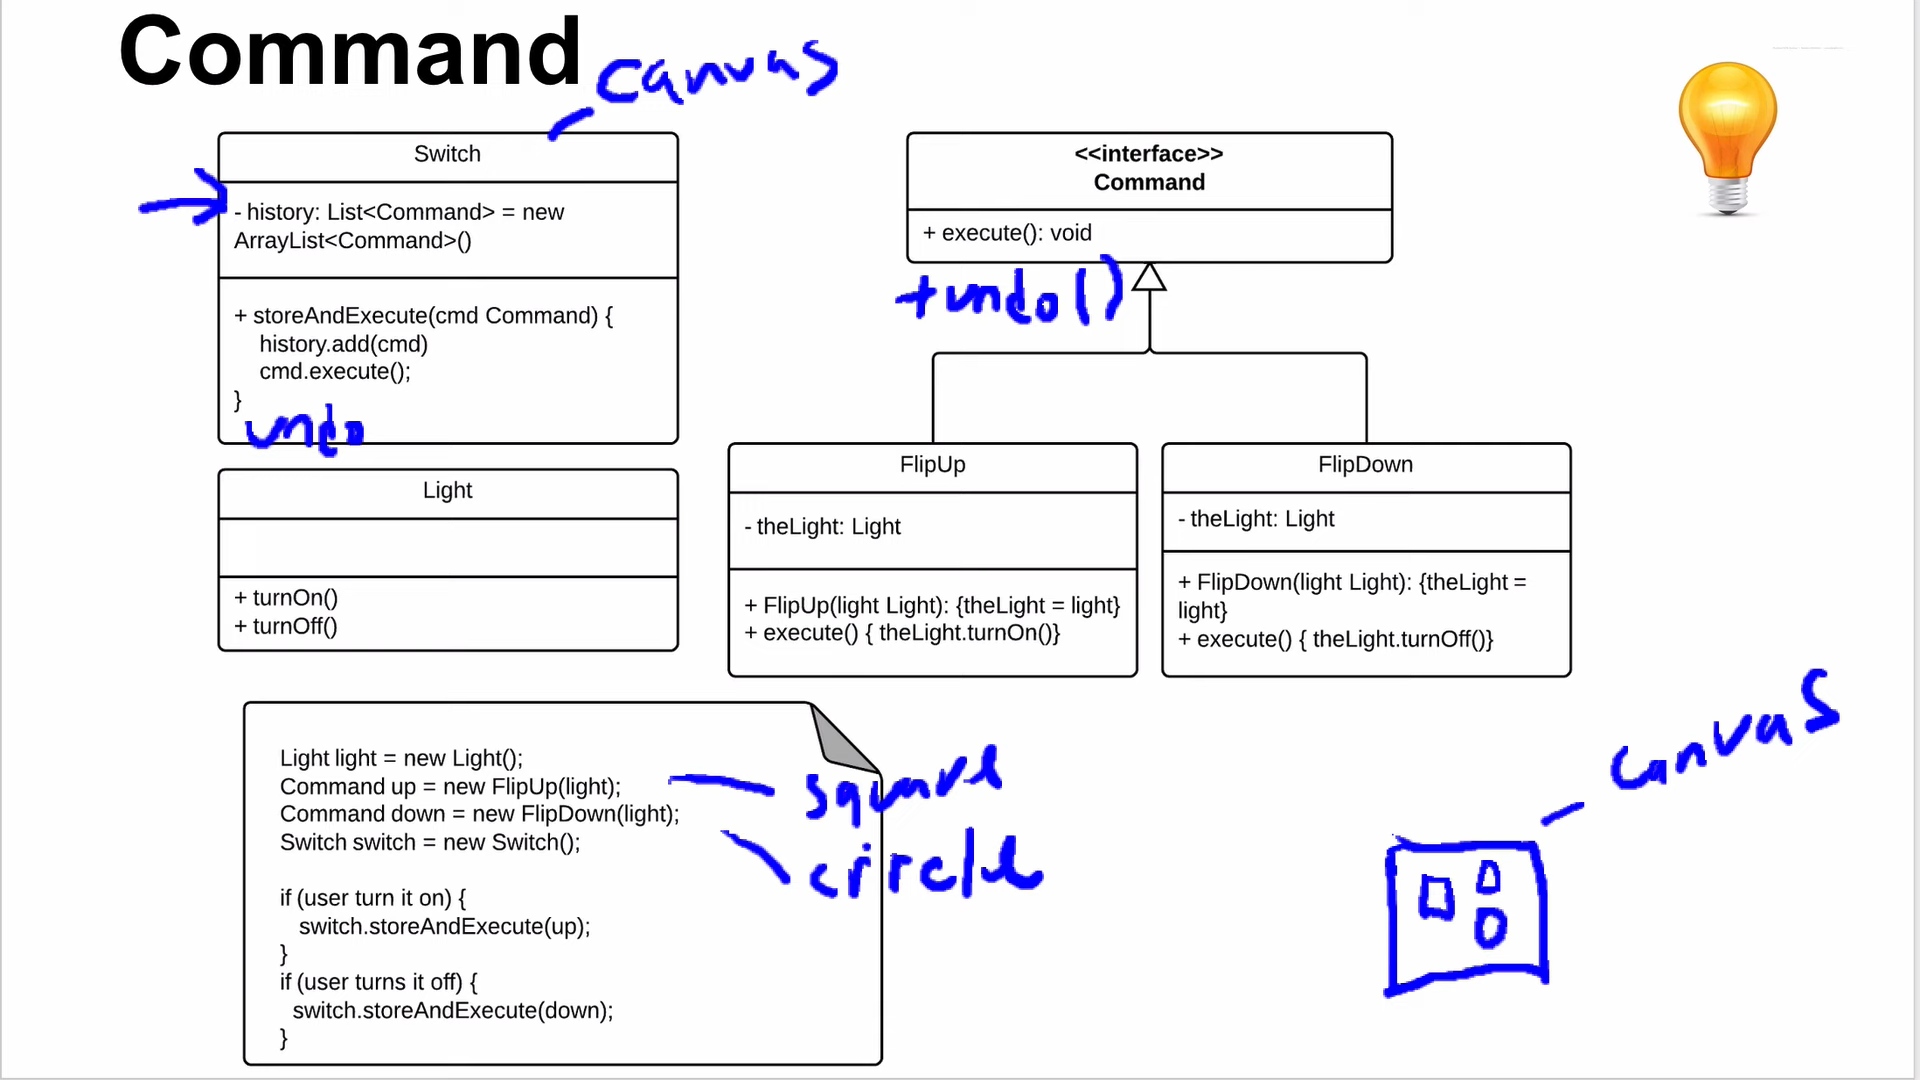 Command
canvas
Switch
- history: List<Command> = new
ArrayList<Command>()
+ storeAndExecute(cmd Command) {
history.add(cmd)
cmd.execute();
}
undo
<<interface>>
Command
+ execute(): void
+undo()
Light
+ turnOn()
+ turnOff()
FlipUp
- theLight: Light
+ FlipUp(light Light): {theLight = light}
+ execute() { theLight.turnOn()}
FlipDown
- theLight: Light
+ FlipDown(light Light): {theLight =
light}
+ execute() { theLight.turnOff()}
Light light = new Light();
Command up = new FlipUp(light);
Command down = new FlipDown(light);
Switch switch = new Switch();
if (user turn it on) {
switch.storeAndExecute(up);
}
if (user turns it off) {
switch.storeAndExecute(down);
}
square
circle
canvas